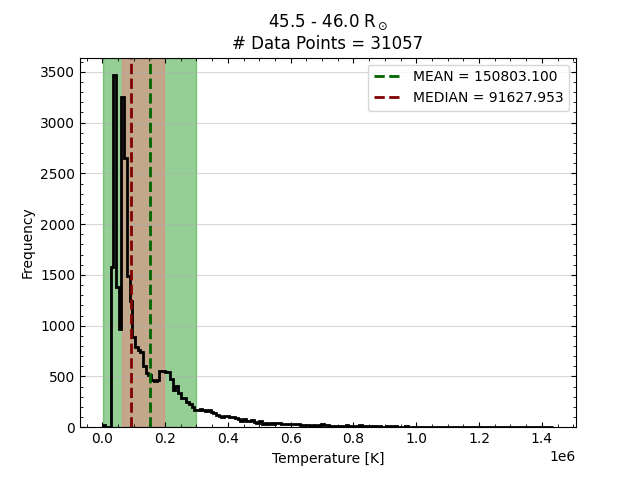 45.5 - 46.0 R⊙
# Data Points = 31057
MEAN = 150803.100
MEDIAN = 91627.953
Frequency
3500
3000
2500
2000
1500
1000
500
0
0.0 0.2 0.4 0.6 0.8 1.0 1.2 1.4
1e6
Temperature [K]